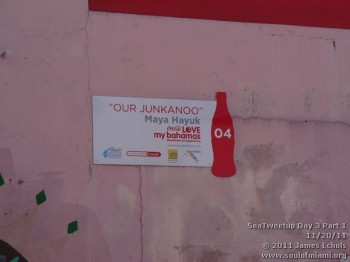 "OUR JUNKANOO"
Maya Hayuk
LOVE
my bahamas
04
SeaTweetup Day 3 Part 1
11/20/11
© 2011 James Echols
www.soulofmiami.org